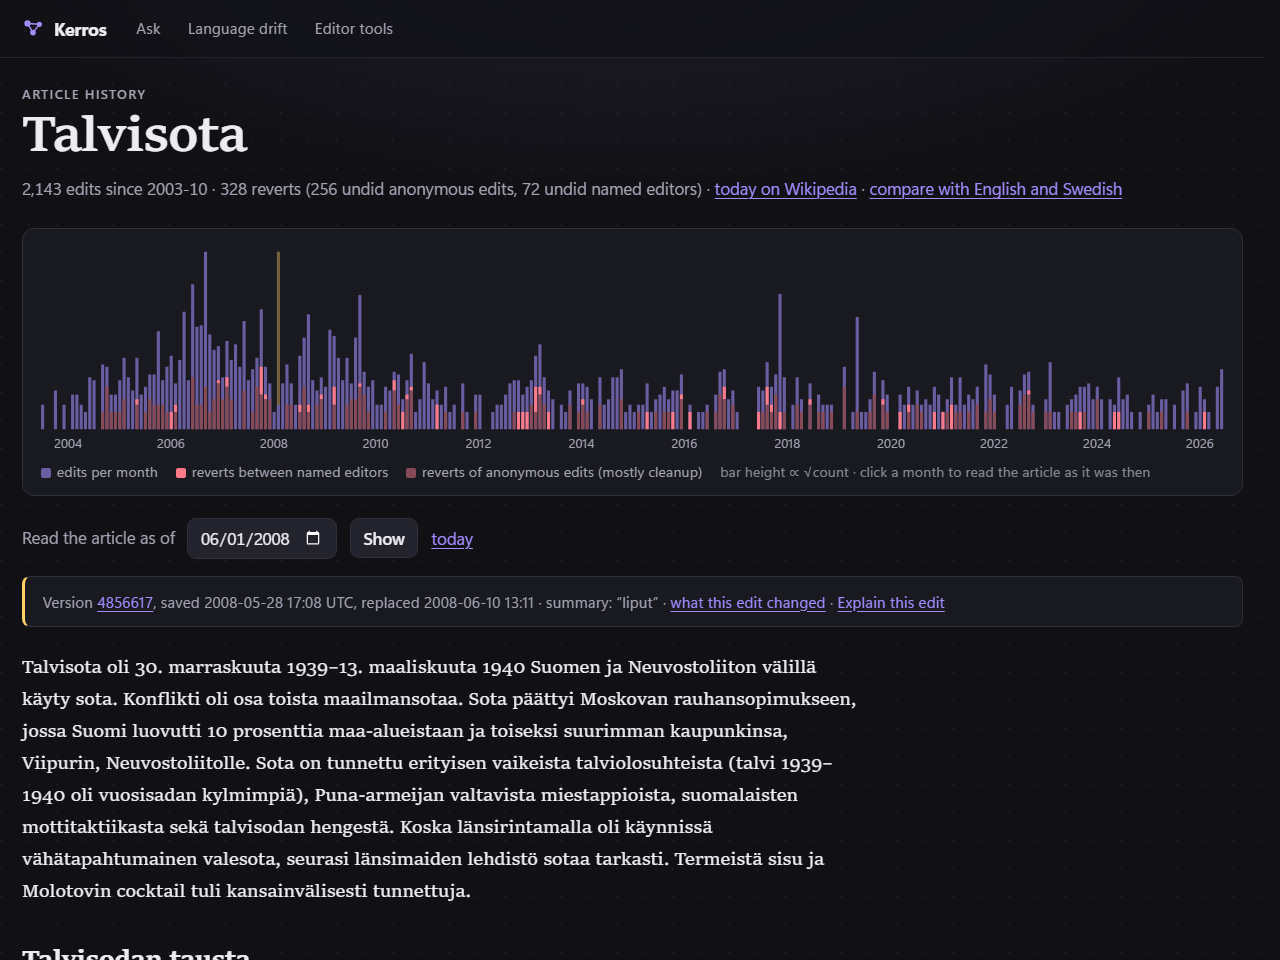 Kerros Ask Language drift Editor tools
ARTICLE HISTORY
Talvisota
2,143 edits since 2003-10 · 328 reverts (256 undid anonymous edits, 72 undid named editors) · today on Wikipedia · compare with English and Swedish
2004 2006 2008 2010 2012 2014 2016 2018 2020 2022 2024 2026
edits per month reverts between named editors reverts of anonymous edits (mostly cleanup) bar height ∝ √count · click a month to read the article as it was then
Read the article as of 06/01/2008 Show today
Version 4856617, saved 2008-05-28 17:08 UTC, replaced 2008-06-10 13:11 · summary: "liput" · what this edit changed · Explain this edit
Talvisota oli 30. marraskuuta 1939–13. maaliskuuta 1940 Suomen ja Neuvostoliiton välillä
käyty sota. Konflikti oli osa toista maailmansotaa. Sota päättyi Moskovan rauhansopimukseen,
jossa Suomi luovutti 10 prosenttia maa-alueistaan ja toiseksi suurimman kaupunkinsa,
Viipurin, Neuvostoliitolle. Sota on tunnettu erityisen vaikeista talviolosuhteista (talvi 1939–
1940 oli vuosisadan kylmimpiä), Puna-armeijan valtavista miestappioista, suomalaisten
mottitaktiikasta sekä talvisodan hengestä. Koska länsirintamalla oli käynnissä
vähätapahtumainen valesota, seurasi länsimaiden lehdistö sotaa tarkasti. Termeistä sisu ja
Molotovin cocktail tuli kansainvälisesti tunnettuja.
Talvisodan tausta